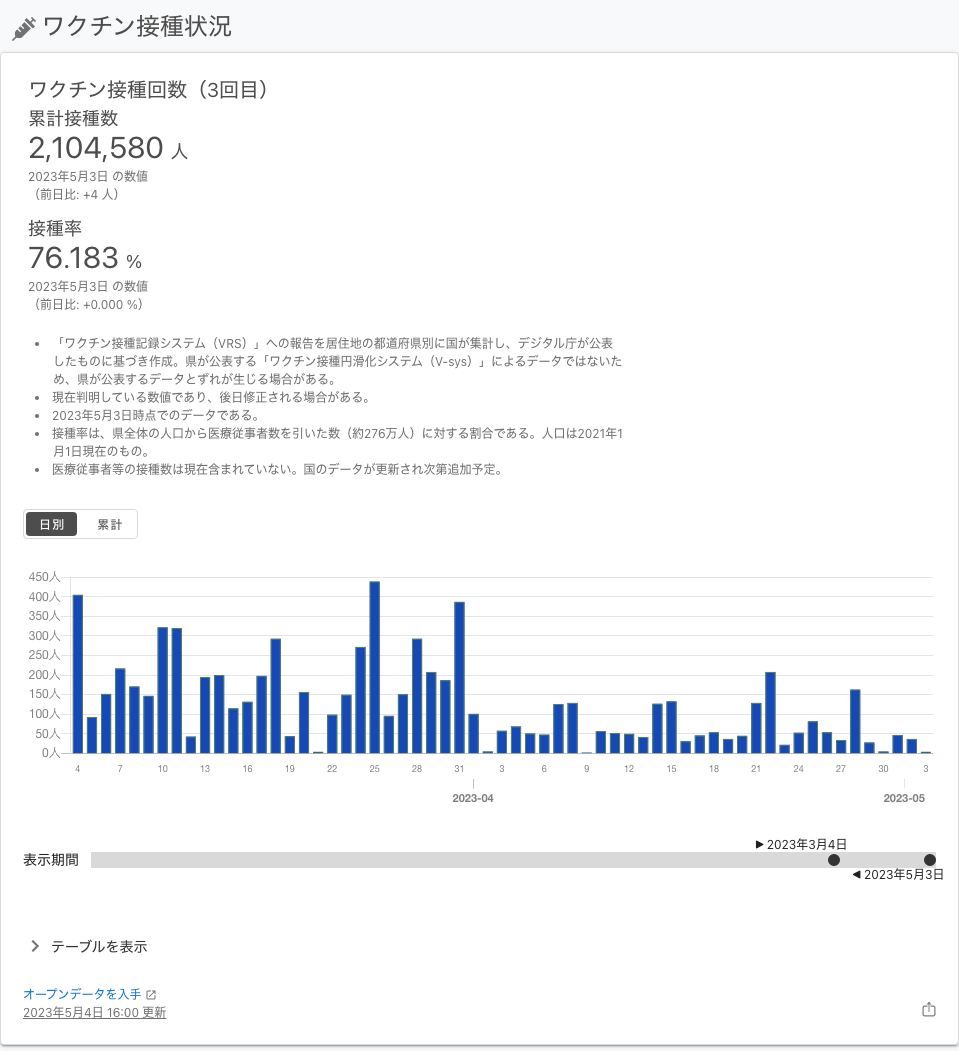 ワクチン接種状況
ワクチン接種回数（3回目）
累計接種数
2,104,580 人
2023年5月3日 の数値
（前日比: +4 人）
接種率
76.183 %
2023年5月3日 の数値
（前日比: +0.000 %）
• 「ワクチン接種記録システム（VRS）」への報告を居住地の都道府県別に国が集計し、デジタル庁が公表
したものに基づき作成。県が公表する「ワクチン接種円滑化システム（V-sys）」によるデータではないた
め、県が公表するデータとずれが生じる場合がある。
• 現在判明している数値であり、後日修正される場合がある。
• 2023年5月3日時点でのデータである。
• 接種率は、県全体の人口から医療従事者数を引いた数（約276万人）に対する割合である。人口は2021年1
月1日現在のもの。
• 医療従事者等の接種数は現在含まれていない。国のデータが更新され次第追加予定。
日別 累計
450人
400人
350人
300人
250人
200人
150人
100人
50人
0人
4 7 10 13 16 19 22 25 28 31 3 6 9 12 15 18 21 24 27 30 3
2023-04 2023-05
▶ 2023年3月4日
表示期間
◀ 2023年5月3日
テーブルを表示
オープンデータを入手
2023年5月4日 16:00 更新